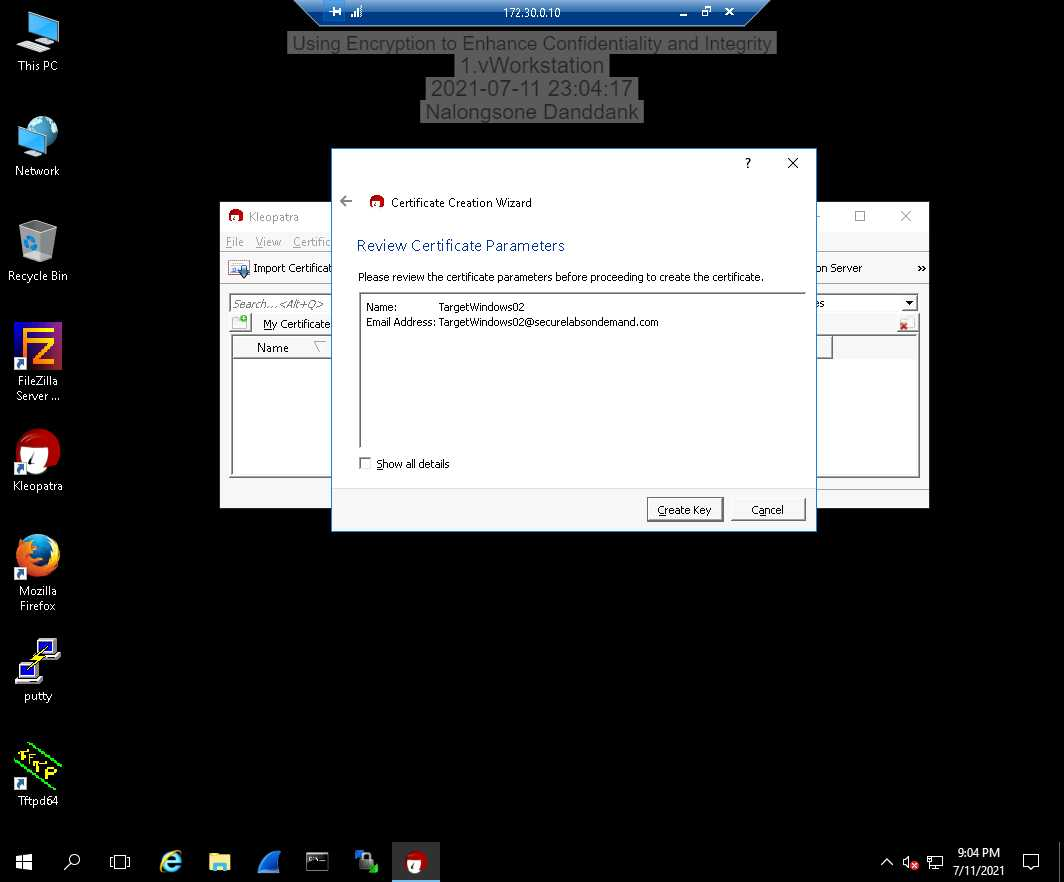 172.30.0.10
Using Encryption to Enhance Confidentiality and Integrity
1.vWorkstation
2021-07-11 23:04:17
Nalongsone Danddank
This PC
Network
Recycle Bin
FileZilla
Server ...
Kleopatra
Mozilla
Firefox
putty
Tftpd64
Kleopatra
File View Certific
Import Certificat
on Server
»
Search...<Alt+Q>
es
My Certificate
Name
?
Certificate Creation Wizard
Review Certificate Parameters
Please review the certificate parameters before proceeding to create the certificate.
Name: TargetWindows02
Email Address: TargetWindows02@securelabsondemand.com
Show all details
Create Key
Cancel
9:04 PM
7/11/2021